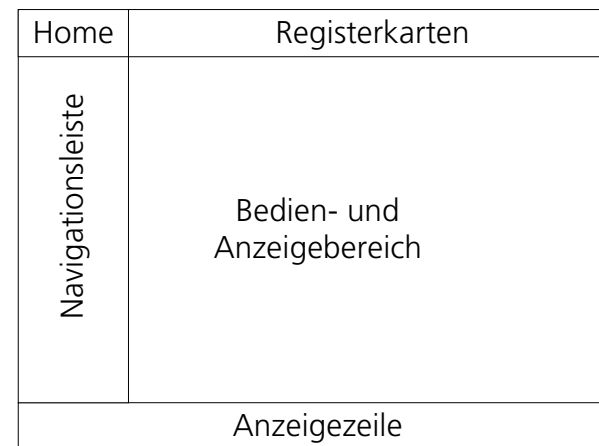 Home
Registerkarten
Navigationsleiste
Bedien- und
Anzeigebereich
Anzeigezeile